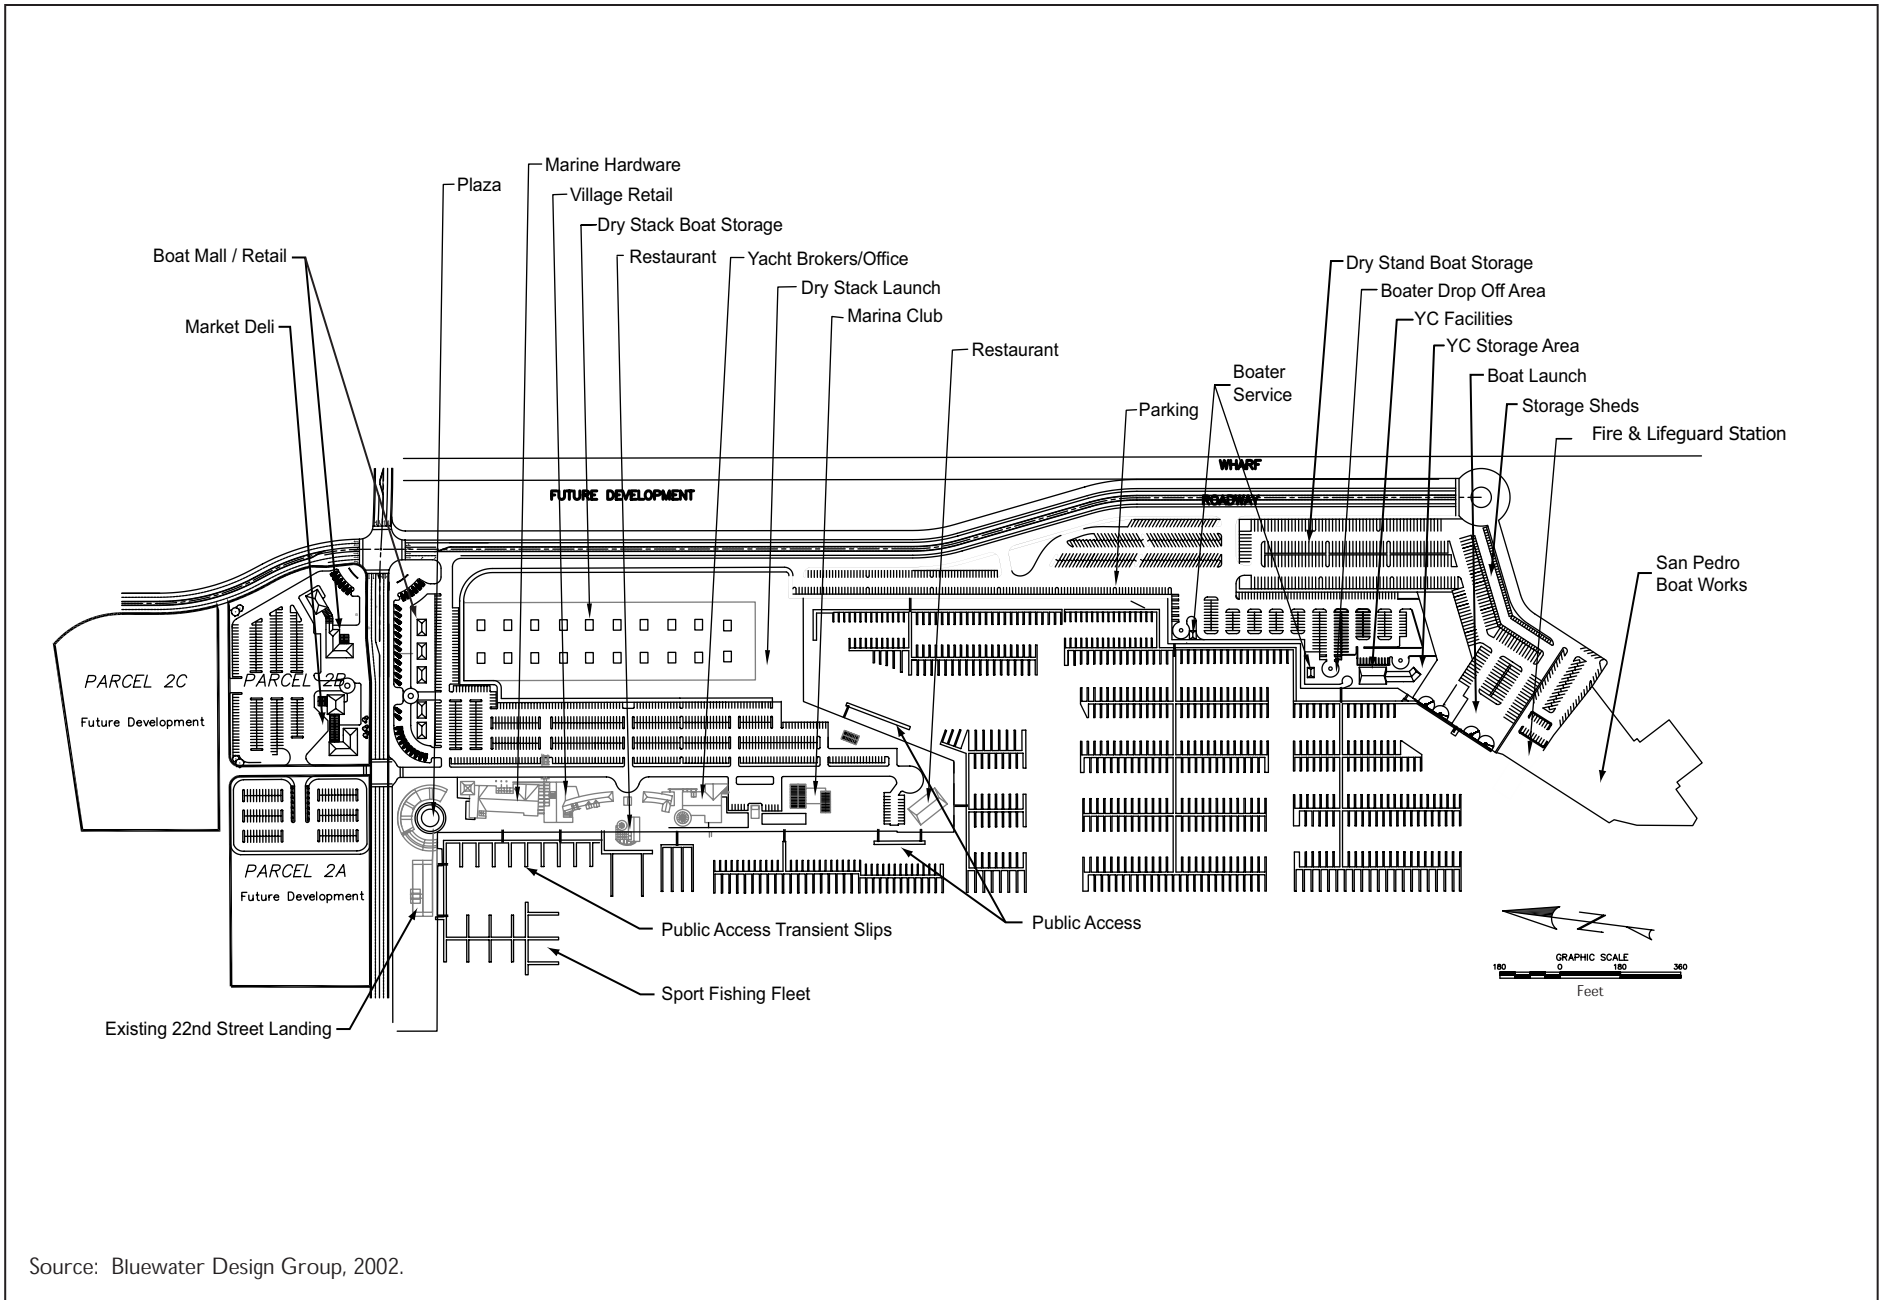 Marine Hardware
Plaza
Village Retail
Dry Stack Boat Storage
Boat Mall / Retail
Restaurant
Yacht Brokers/Office
Dry Stand Boat Storage
Dry Stack Launch
Boater Drop Off Area
Marina Club
YC Facilities
Market Deli
YC Storage Area
Restaurant
Boater
Service
Boat Launch
Parking
Storage Sheds
Fire & Lifeguard Station
WHARF
FUTURE DEVELOPMENT
ROADWAY
San Pedro
Boat Works
PARCEL 2C
PARCEL 2B
Future Development
PARCEL 2A
Future Development
Public Access Transient Slips
Public Access
N
Sport Fishing Fleet
GRAPHIC SCALE
180 0 180 360
Feet
Existing 22nd Street Landing
Source: Bluewater Design Group, 2002.